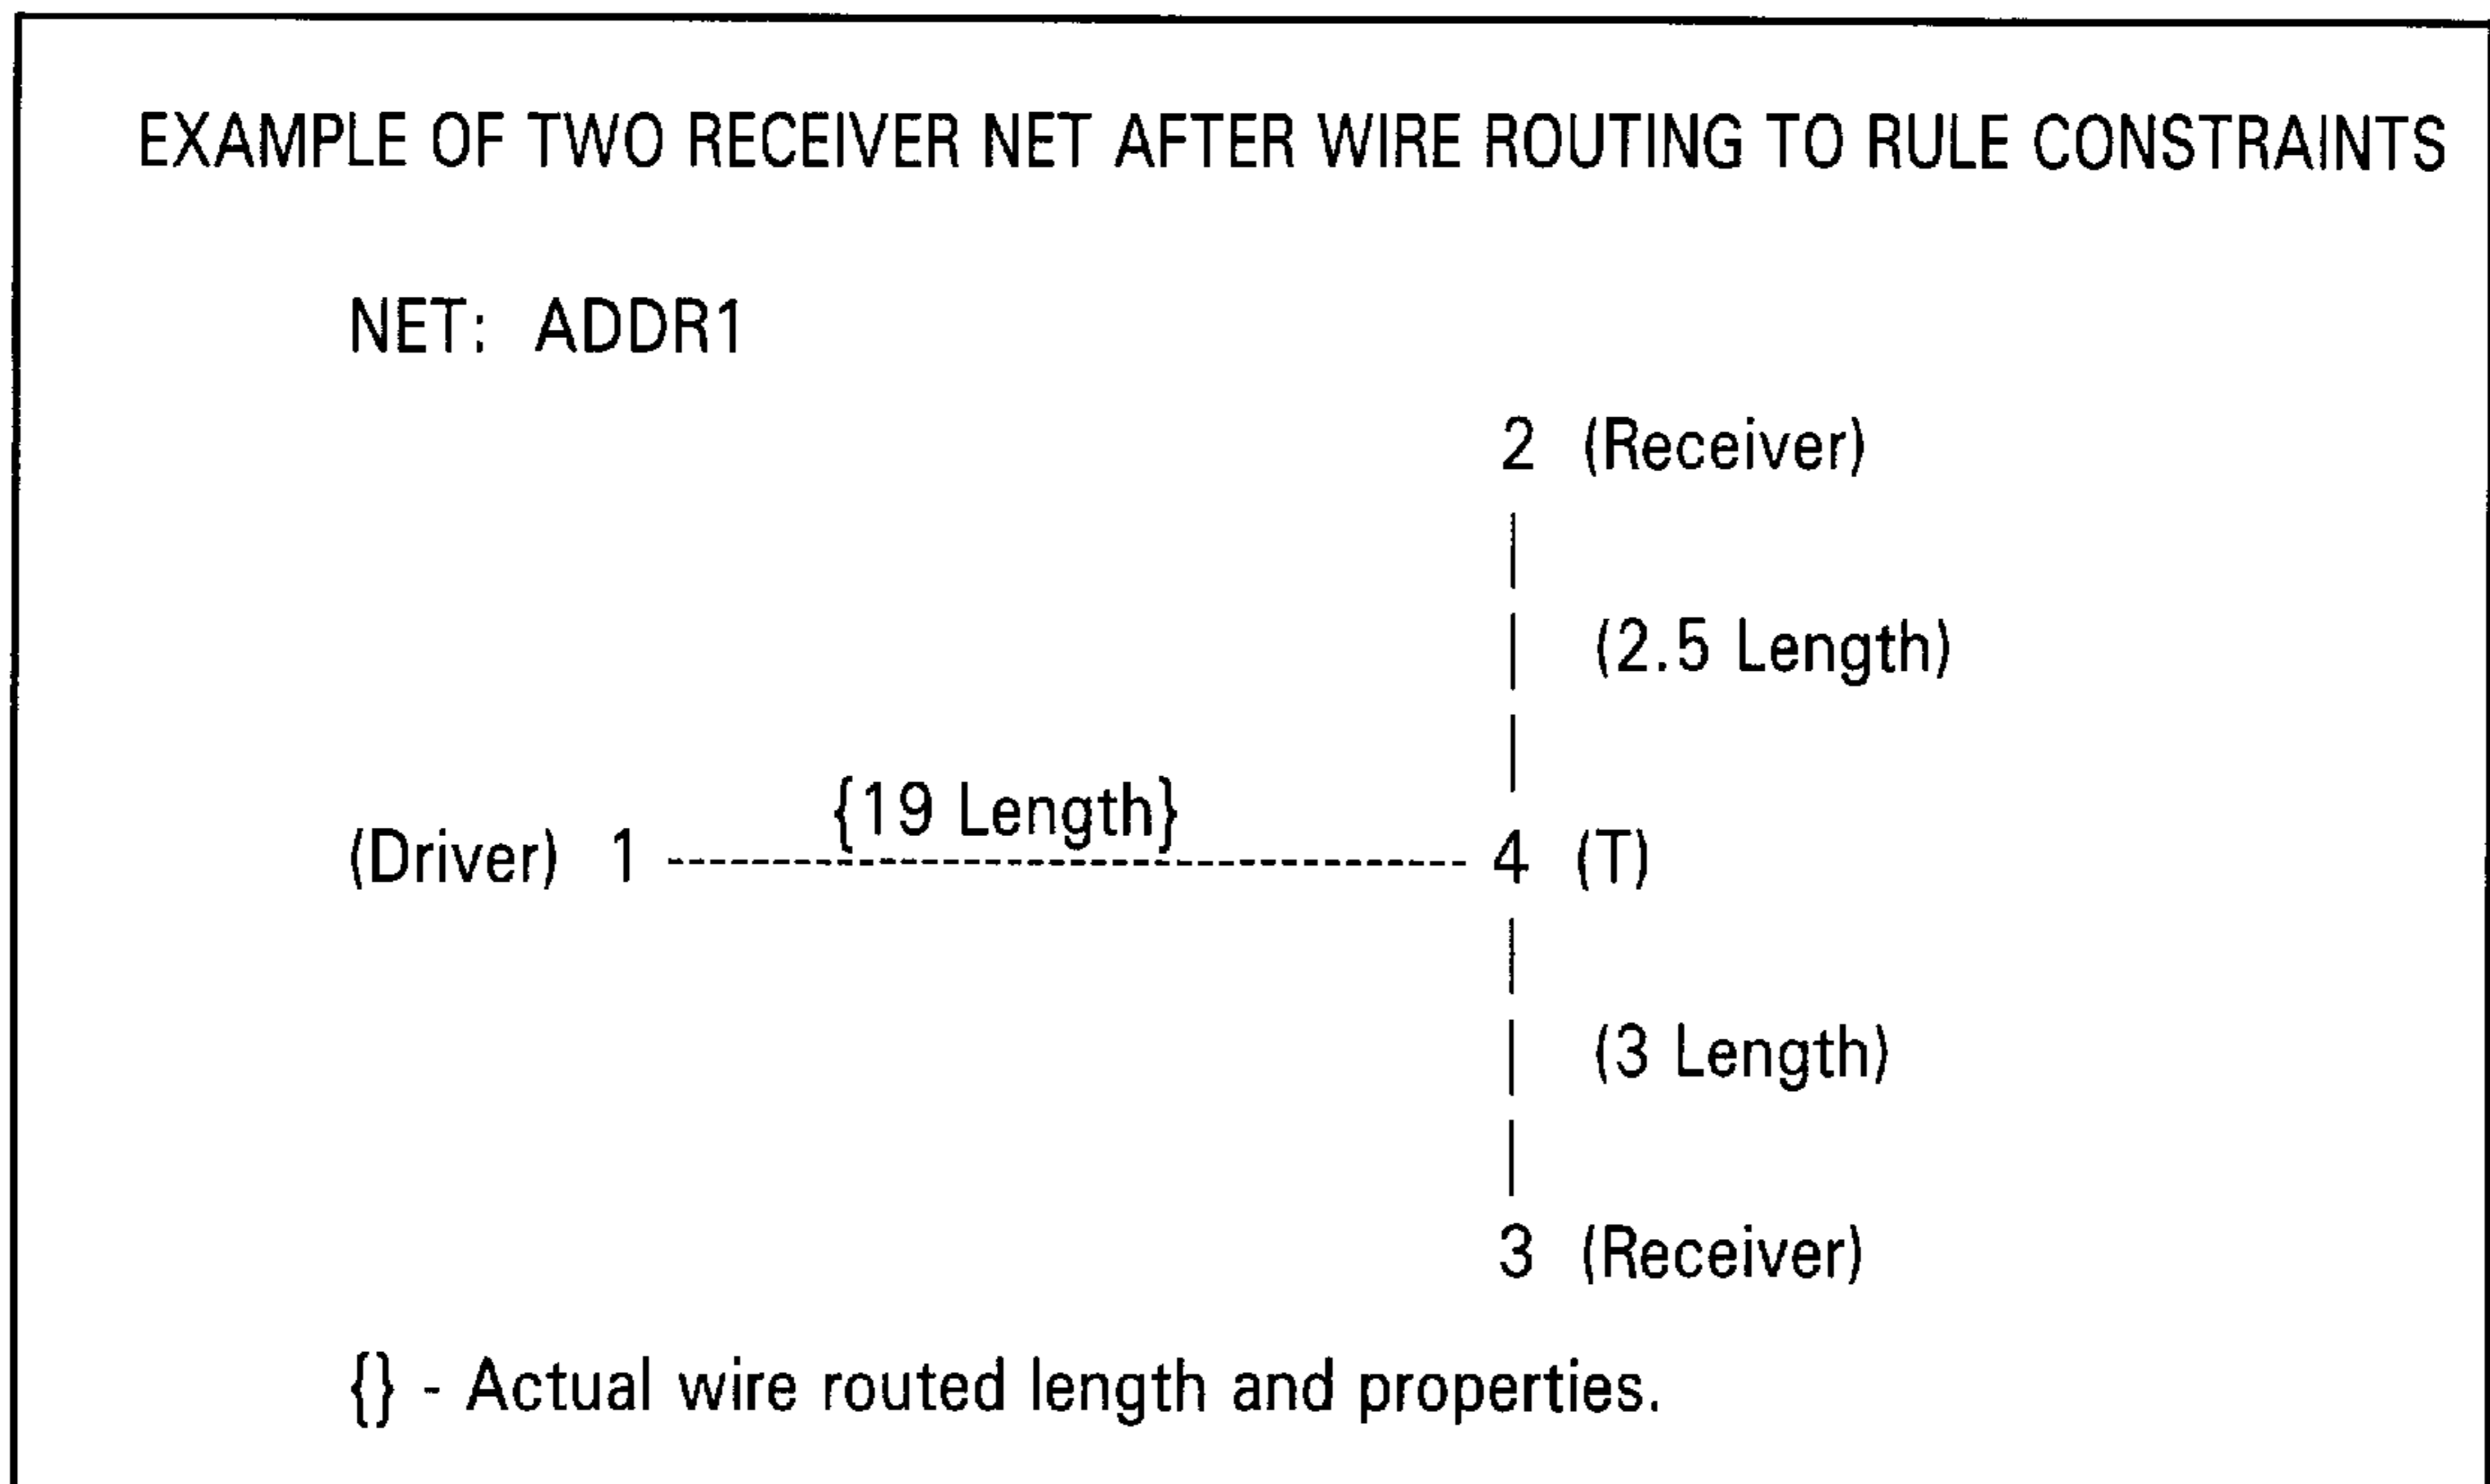 EXAMPLE OF TWO RECEIVER NET AFTER WIRE ROUTING TO RULE CONSTRAINTS
NET: ADDR1
2 (Receiver)
(2.5 Length)
{19 Length}
(Driver) 1 4 (T)
(3 Length)
3 (Receiver)
{} - Actual wire routed length and properties.